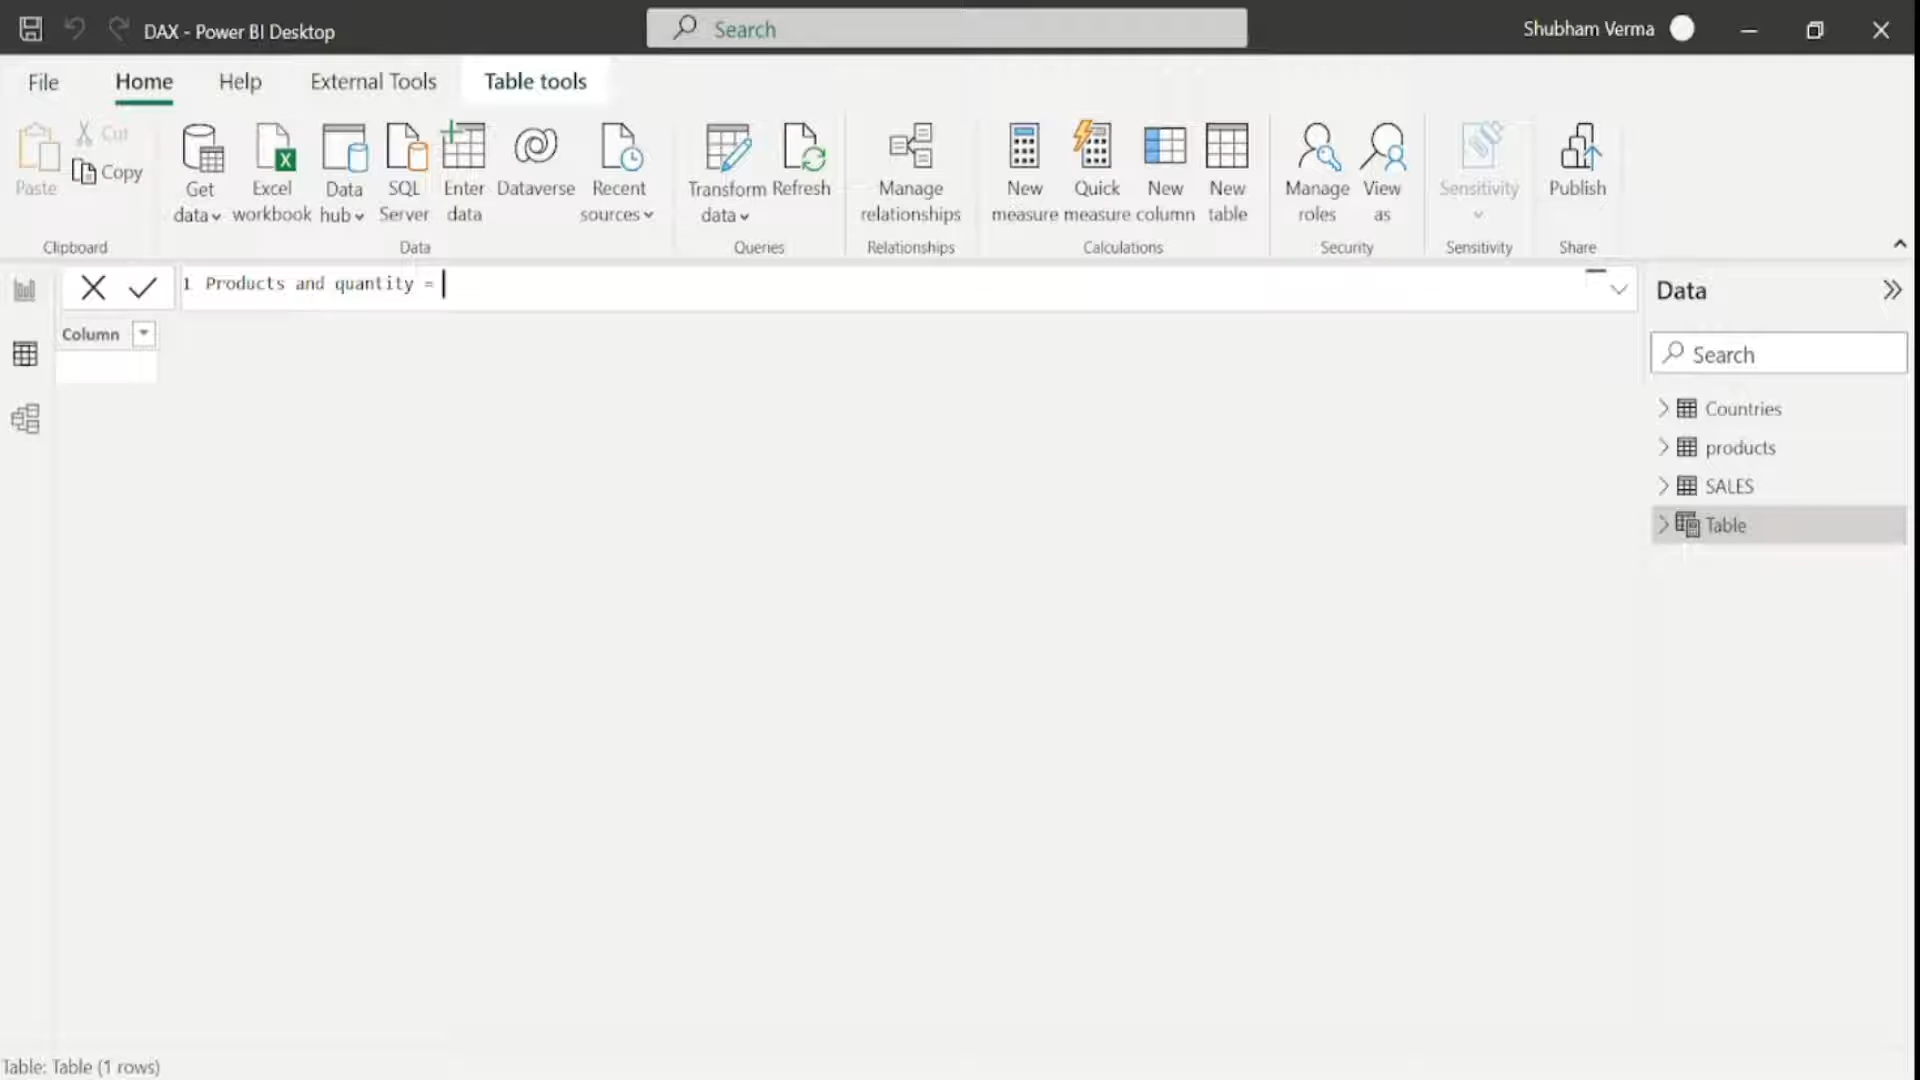 DAX - Power BI Desktop
Search
Shubham Verma
File
Home
Help
External Tools
Table tools
Paste
Cut
Copy
Get data
Excel workbook
Data hub
SQL Server
Enter data
Dataverse
Recent sources
Transform data
Refresh
Manage relationships
New measure
Quick measure
New column
New table
Manage roles
View as
Sensitivity
Publish
Clipboard
Data
Queries
Relationships
Calculations
Security
Sensitivity
Share
1 Products and quantity =
Column
Data
Search
Countries
products
SALES
Table
Table: Table (1 rows)